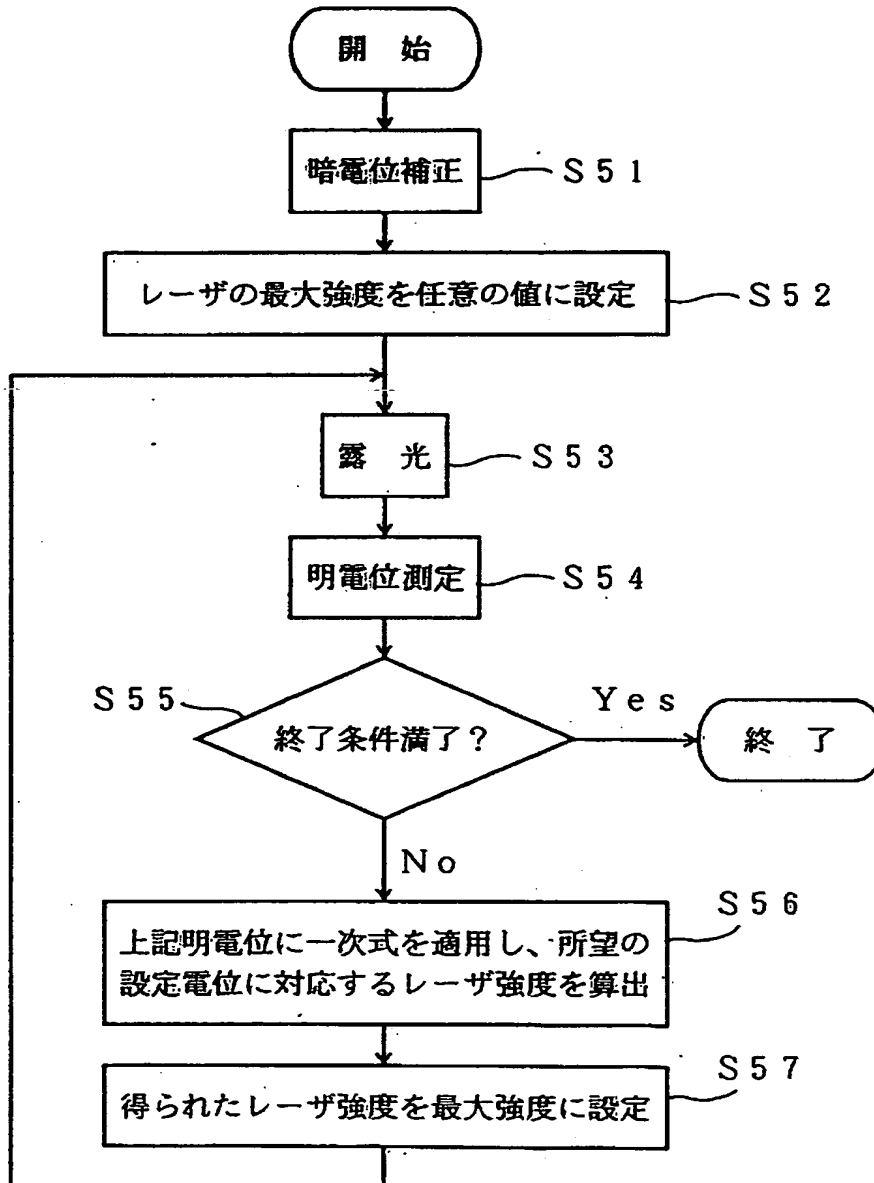 開 始
暗電位補正
S51
レーザの最大強度を任意の値に設定
S52
露 光
S53
明電位測定
S54
S55
終了条件満了?
Yes
終 了
No
上記明電位に一次式を適用し、所望の
設定電位に対応するレーザ強度を算出
S56
得られたレーザ強度を最大強度に設定
S57